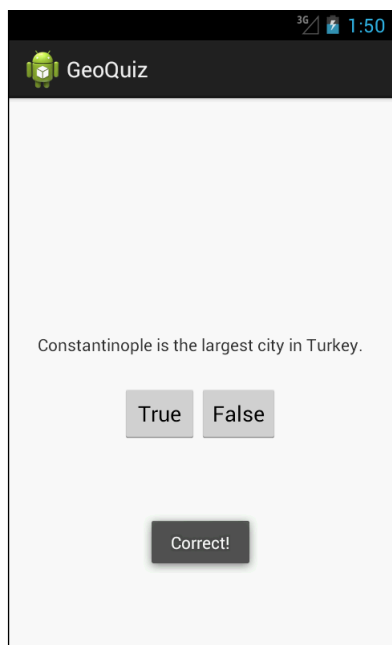 3G 1:50
GeoQuiz
Constantinople is the largest city in Turkey.
True False
Correct!